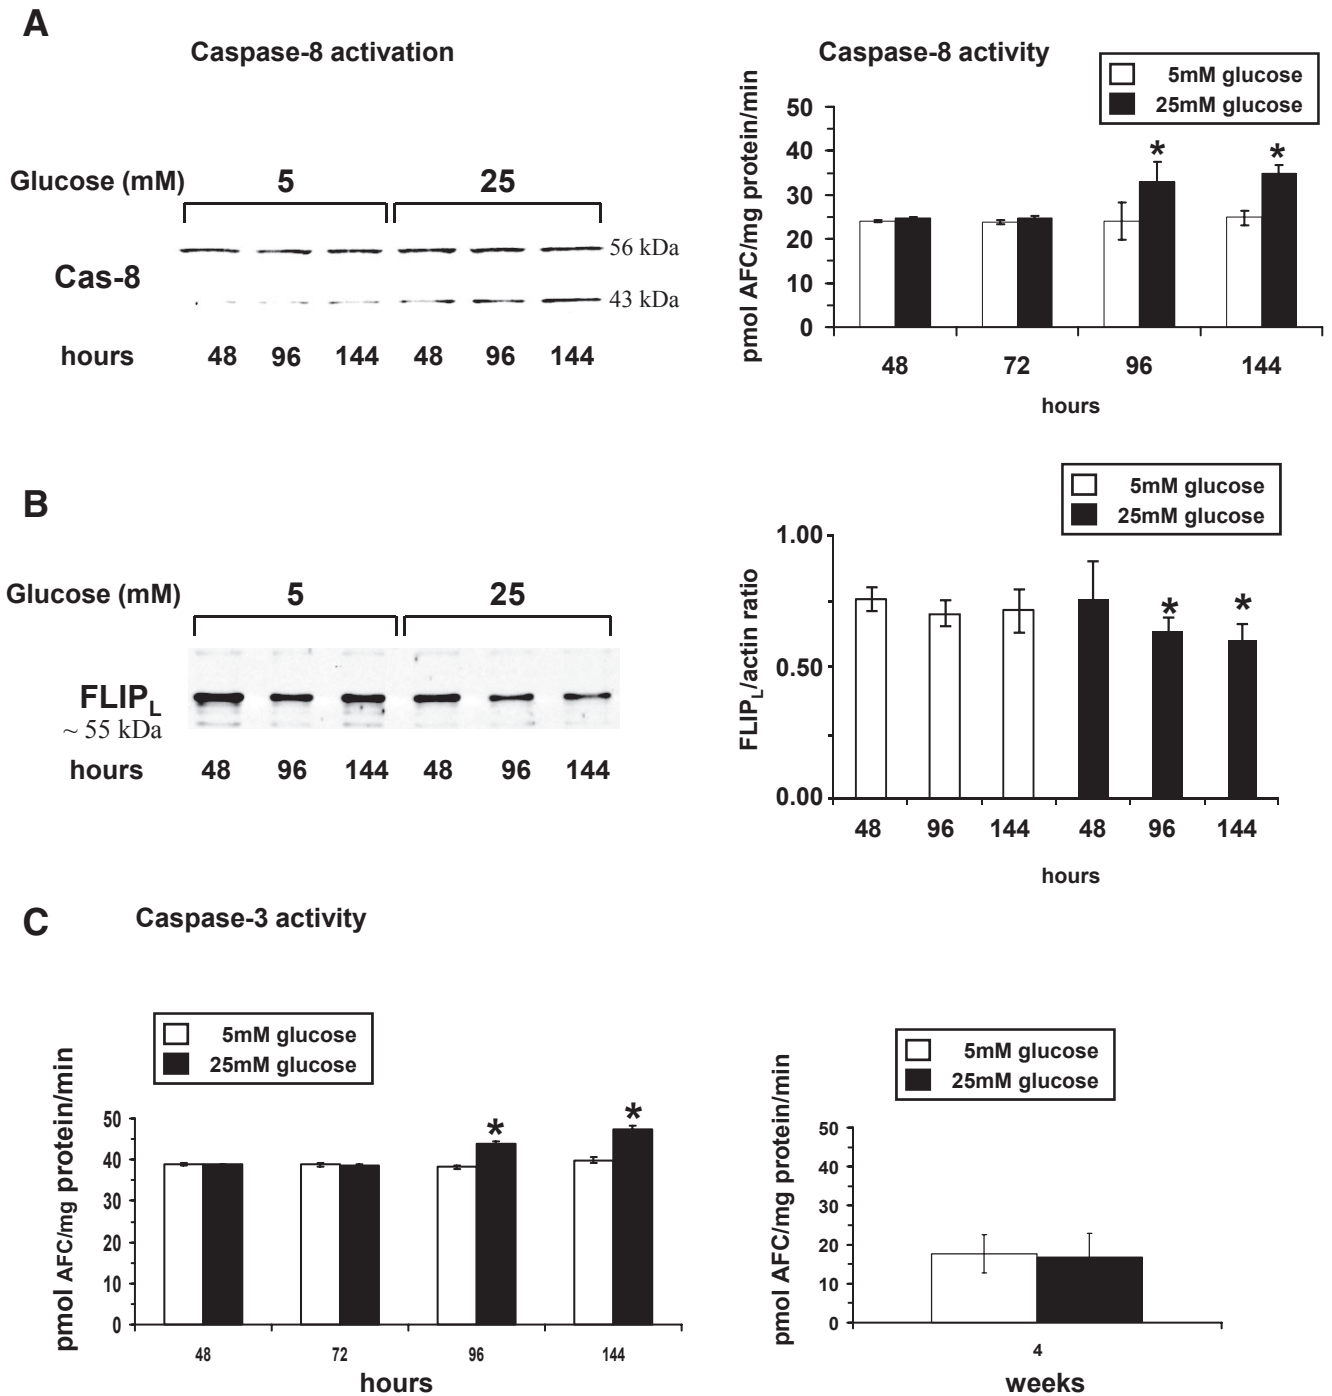 A
Caspase-8 activation
Glucose (mM)
5
25
Cas-8
56 kDa
43 kDa
hours
48 96 144 48 96 144
Caspase-8 activity
5mM glucose
25mM glucose
pmol AFC/mg protein/min
50
40
30
20
10
0
*
*
48 72 96 144
hours
B
Glucose (mM)
5
25
FLIPL
~ 55 kDa
hours
48 96 144 48 96 144
5mM glucose
25mM glucose
FLIPL/actin ratio
1.00
0.50
0.00
*
*
48 96 144 48 96 144
hours
C
Caspase-3 activity
5mM glucose
25mM glucose
pmol AFC/mg protein/min
50
40
30
20
10
0
*
*
48 72 96 144
hours
5mM glucose
25mM glucose
pmol AFC/mg protein/min
50
40
30
20
10
0
4
weeks